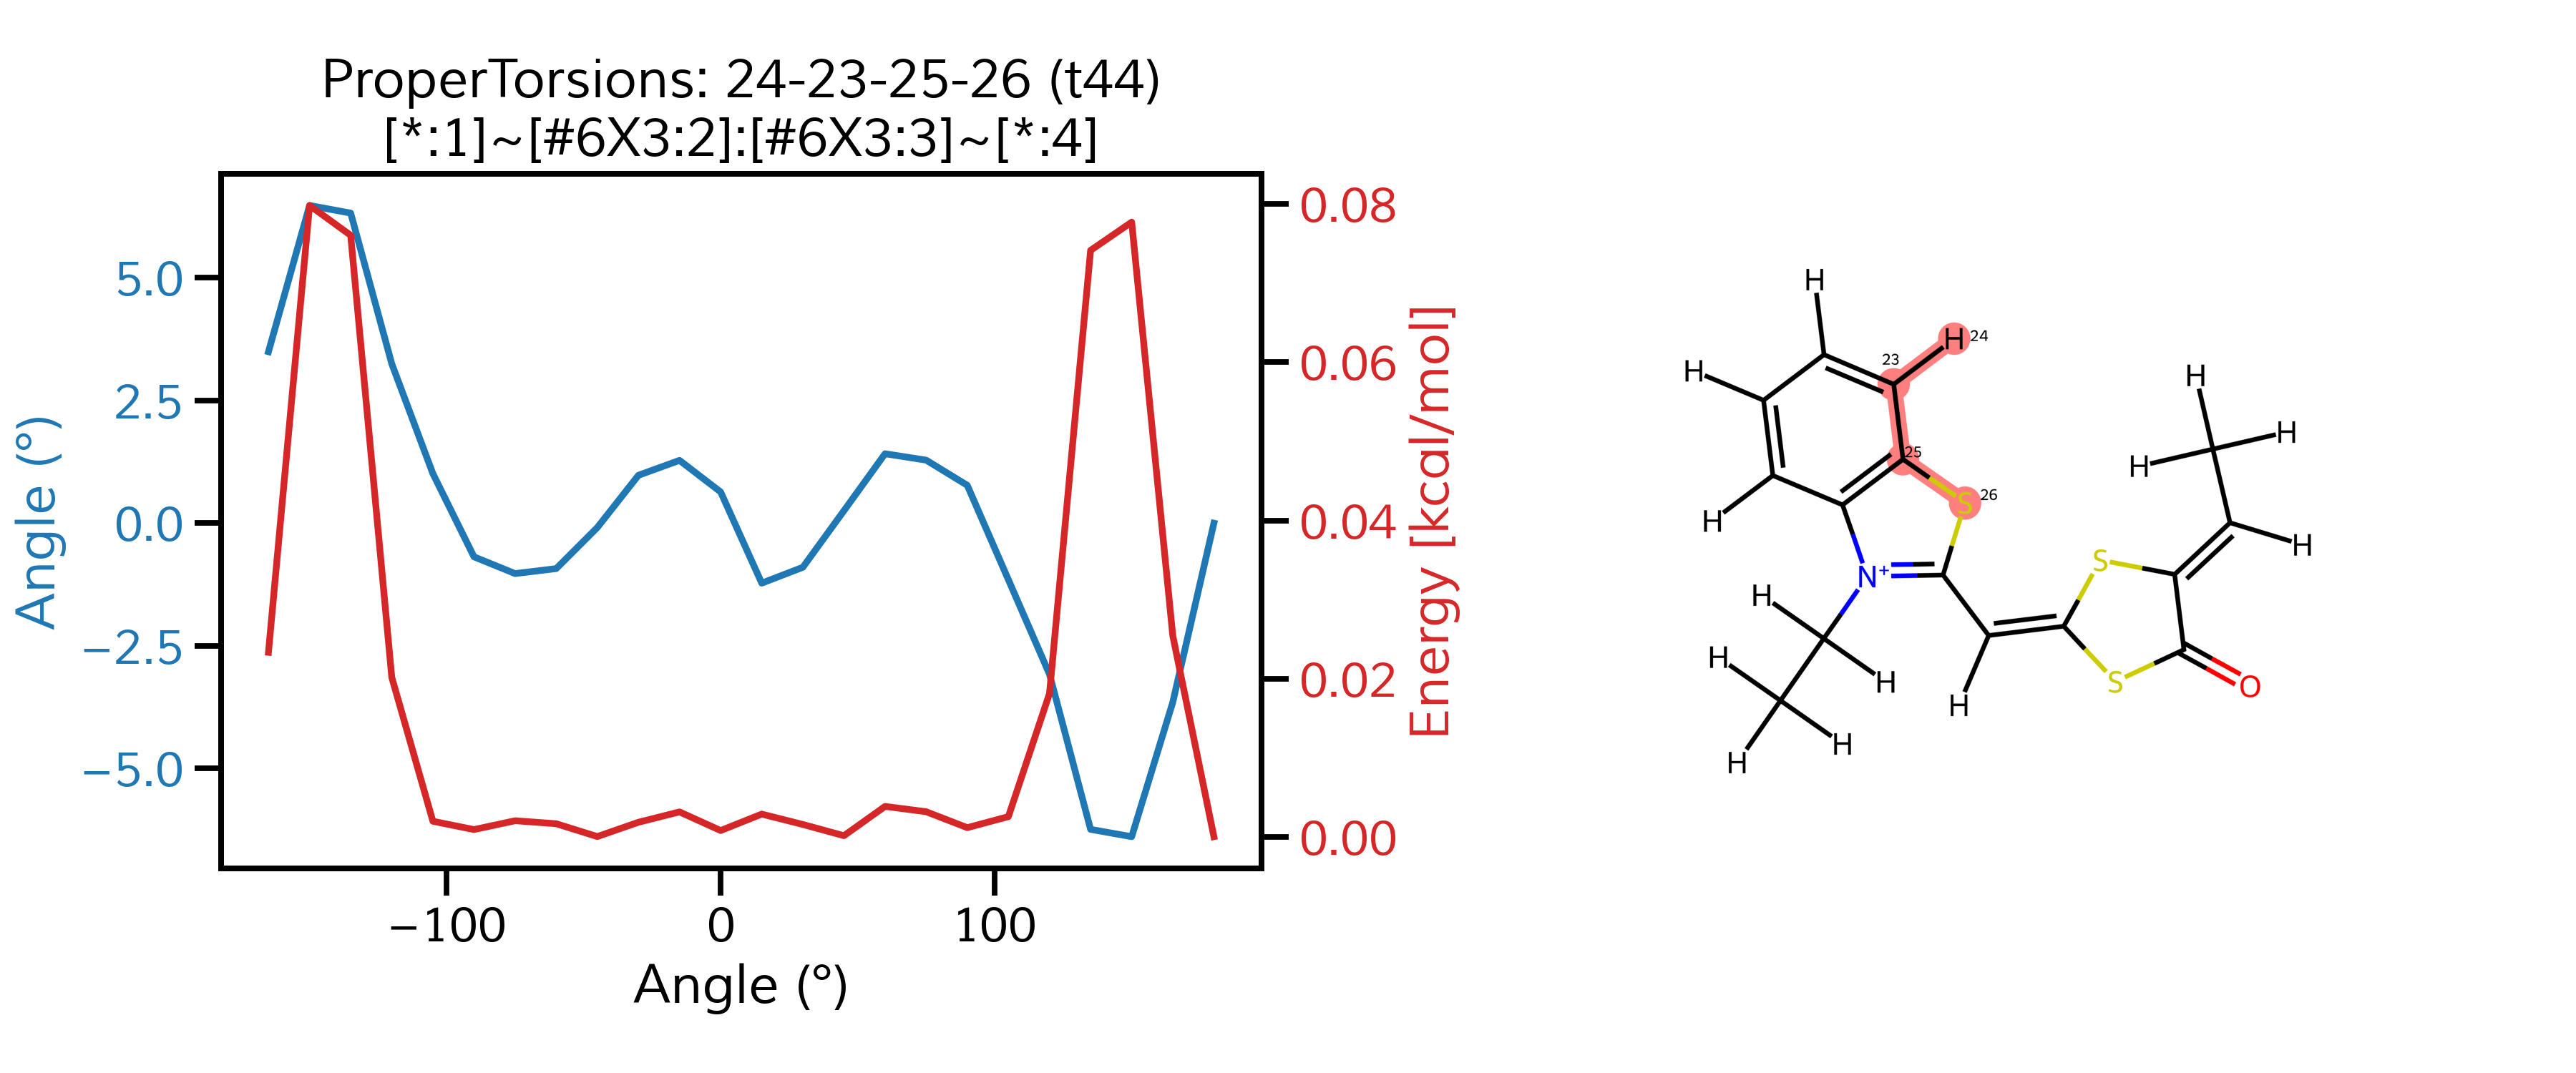 ProperTorsions: 24-23-25-26 (t44)
[*:1]~[#6X3:2]:[#6X3:3]~[*:4]
Angle (°)
5.0
2.5
0.0
−2.5
−5.0
0.08
0.06
0.04
0.02
0.00
Energy [kcal/mol]
−100 0 100
Angle (°)
H
H 24
23
H
H
25
H
H
S 26
H
H
H
S
N+
H
H
S
O
H
H
H
H